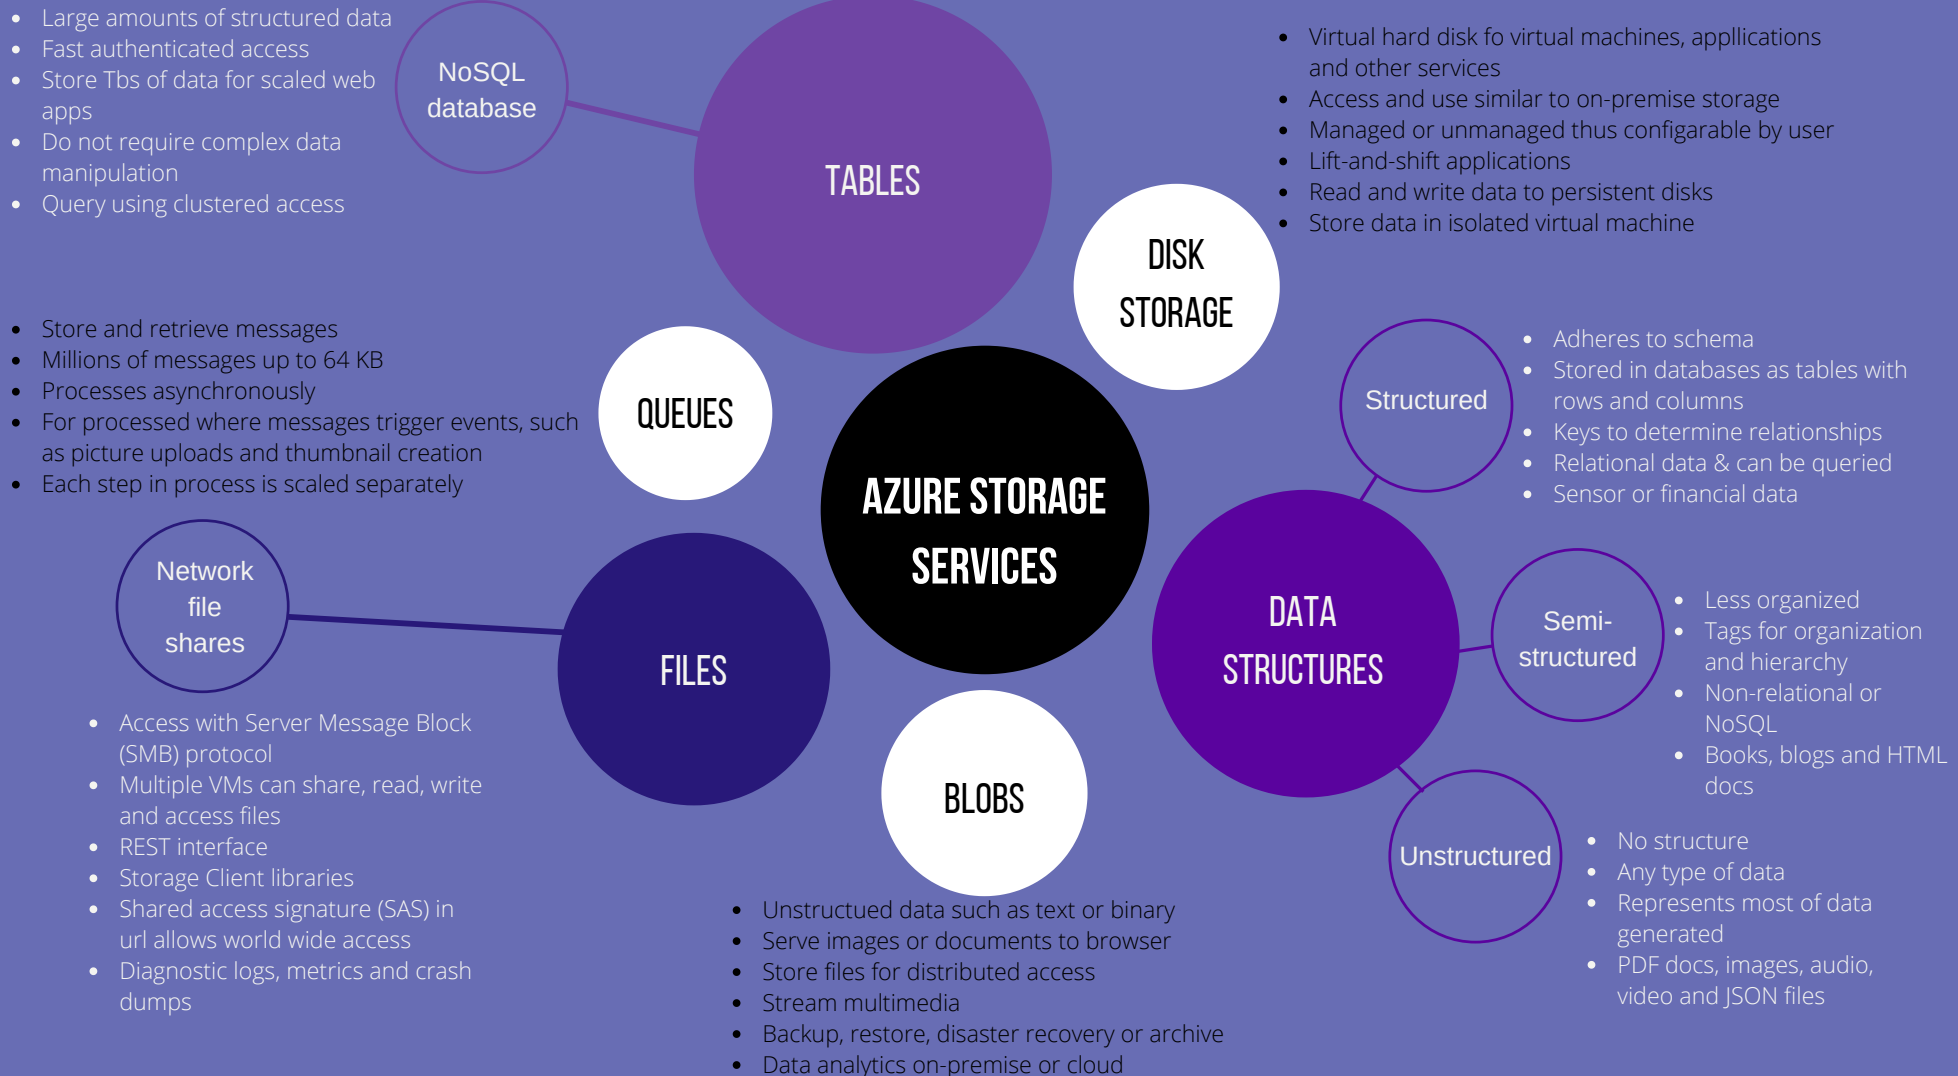 • Large amounts of structured data
• Fast authenticated access
• Store Tbs of data for scaled web
apps
• Do not require complex data
manipulation
• Query using clustered access
NoSQL
database
TABLES
• Virtual hard disk fo virtual machines, appllications
and other services
• Access and use similar to on-premise storage
• Managed or unmanaged thus configarable by user
• Lift-and-shift applications
• Read and write data to persistent disks
• Store data in isolated virtual machine
DISK
STORAGE
• Store and retrieve messages
• Millions of messages up to 64 KB
• Processes asynchronously
• For processed where messages trigger events, such
as picture uploads and thumbnail creation
• Each step in process is scaled separately
QUEUES
AZURE STORAGE
SERVICES
Structured
• Adheres to schema
• Stored in databases as tables with
rows and columns
• Keys to determine relationships
• Relational data & can be queried
• Sensor or financial data
Network
file
shares
FILES
DATA
STRUCTURES
Semi-
structured
• Less organized
• Tags for organization
and hierarchy
• Non-relational or
NoSQL
• Books, blogs and HTML
docs
• Access with Server Message Block
(SMB) protocol
• Multiple VMs can share, read, write
and access files
• REST interface
• Storage Client libraries
• Shared access signature (SAS) in
url allows world wide access
• Diagnostic logs, metrics and crash
dumps
BLOBS
• Unstructued data such as text or binary
• Serve images or documents to browser
• Store files for distributed access
• Stream multimedia
• Backup, restore, disaster recovery or archive
• Data analytics on-premise or cloud
Unstructured
• No structure
• Any type of data
• Represents most of data
generated
• PDF docs, images, audio,
video and JSON files